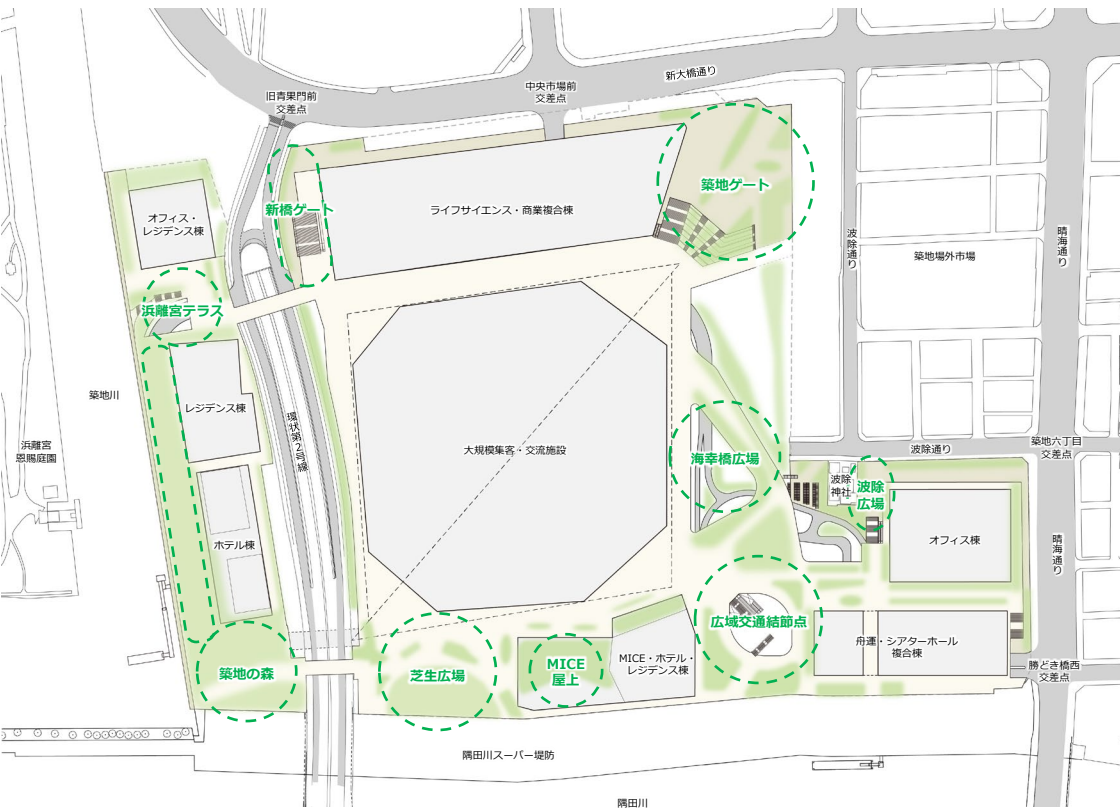 新大橋通り
中央市場前
交差点
旧青果門前
交差点
築地ゲート
新橋ゲート
ライフサイエンス・商業複合棟
オフィス・
レジデンス棟
波除通り
晴海通り
築地場外市場
浜離宮テラス
築地川
レジデンス棟
環状第2号線
浜離宮
恩賜庭園
大規模集客・交流施設
海幸橋広場
波除通り
築地六丁目
交差点
波除
神社
波除
広場
ホテル棟
オフィス棟
晴海通り
広域交通結節点
舟運・シアターホール
複合棟
築地の森
芝生広場
MICE
屋上
MICE・ホテル・
レジデンス棟
勝どき橋西
交差点
隅田川スーパー堤防
隅田川